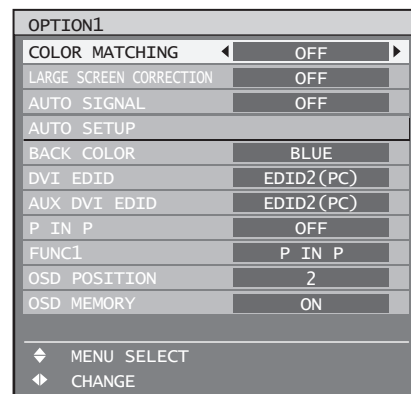 OPTION1
COLOR MATCHING OFF
LARGE SCREEN CORRECTION OFF
AUTO SIGNAL OFF
AUTO SETUP
BACK COLOR BLUE
DVI EDID EDID2(PC)
AUX DVI EDID EDID2(PC)
P IN P OFF
FUNC1 P IN P
OSD POSITION 2
OSD MEMORY ON
MENU SELECT
CHANGE